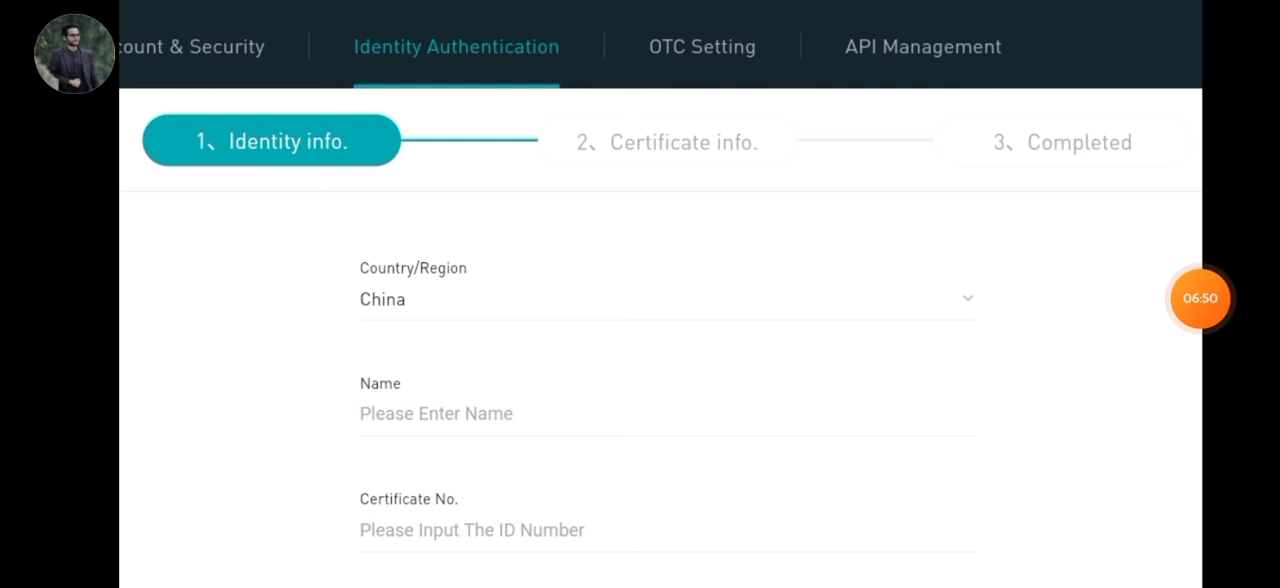 count & Security
Identity Authentication
OTC Setting
API Management
1、 Identity info.
2、 Certificate info.
3、 Completed
Country/Region
China
06:50
Name
Please Enter Name
Certificate No.
Please Input The ID Number